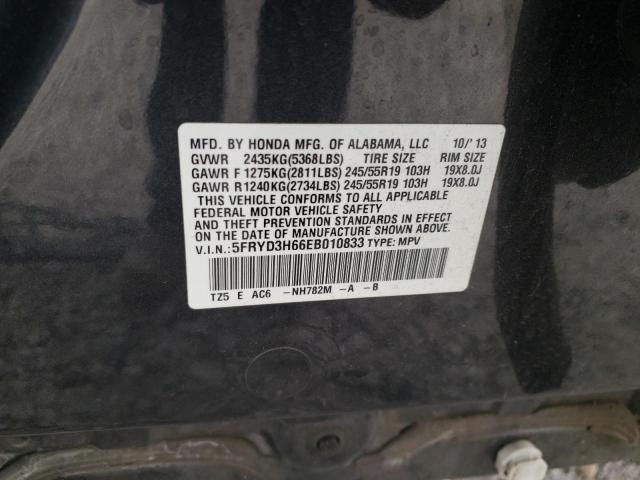 MFD. BY HONDA MFG. OF ALABAMA, LLC 10/'13
GVWR 2435KG(5368LBS) TIRE SIZE RIM SIZE
GAWR F 1275KG(2811LBS) 245/55R19 103H 19X8.0J
GAWR R 1240KG(2734LBS) 245/55R19 103H 19X8.0J
THIS VEHICLE CONFORMS TO ALL APPLICABLE
FEDERAL MOTOR VEHICLE SAFETY
AND THEFT PREVENTION STANDARDS IN EFFECT
ON THE DATE OF MANUFACTURE SHOWN ABOVE.
V.I.N.: 5FRYD3H66EB010833 TYPE: MPV
TZ5 E AC6 -NH782M -A -B